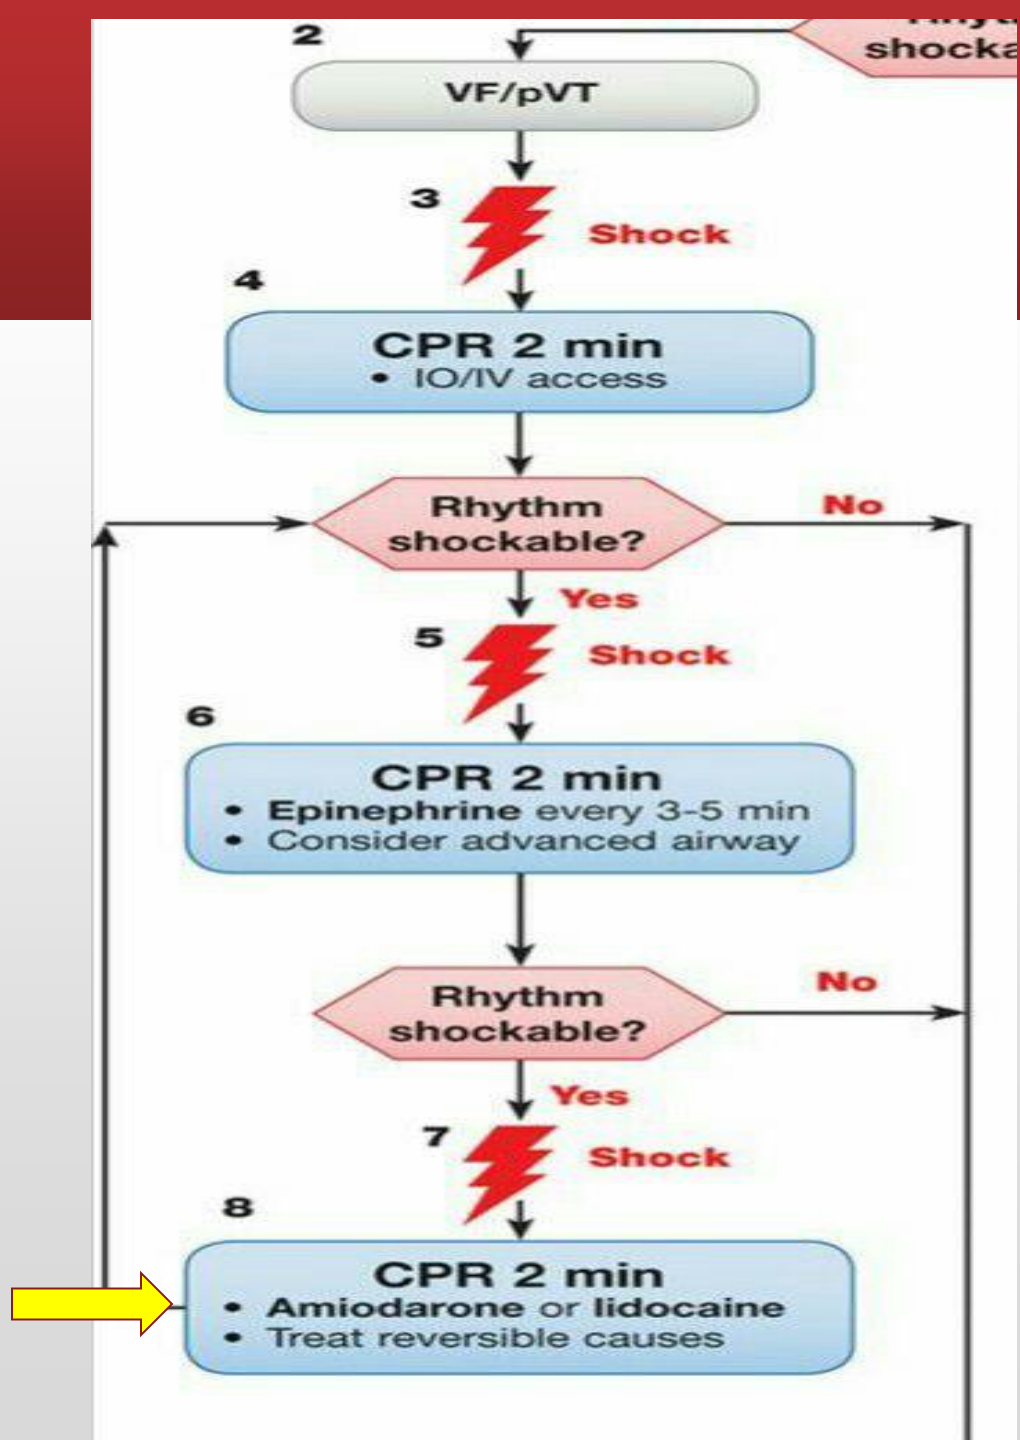 2
shocka
VF/pVT
3
Shock
4
CPR 2 min
• IO/IV access
Rhythm
shockable?
No
Yes
5
Shock
6
CPR 2 min
• Epinephrine every 3-5 min
• Consider advanced airway
Rhythm
shockable?
No
Yes
7
Shock
8
CPR 2 min
• Amiodarone or lidocaine
• Treat reversible causes